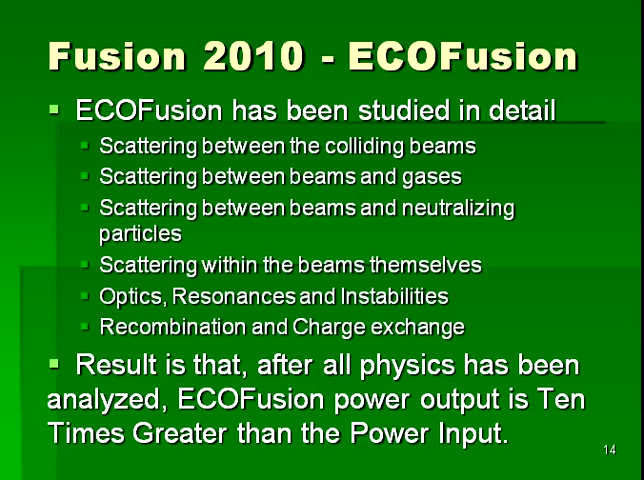 Fusion 2010 - ECOFusion
ECOFusion has been studied in detail
Scattering between the colliding beams
Scattering between beams and gases
Scattering between beams and neutralizing
particles
Scattering within the beams themselves
Optics, Resonances and Instabilities
Recombination and Charge exchange
Result is that, after all physics has been
analyzed, ECOFusion power output is Ten
Times Greater than the Power Input.
14